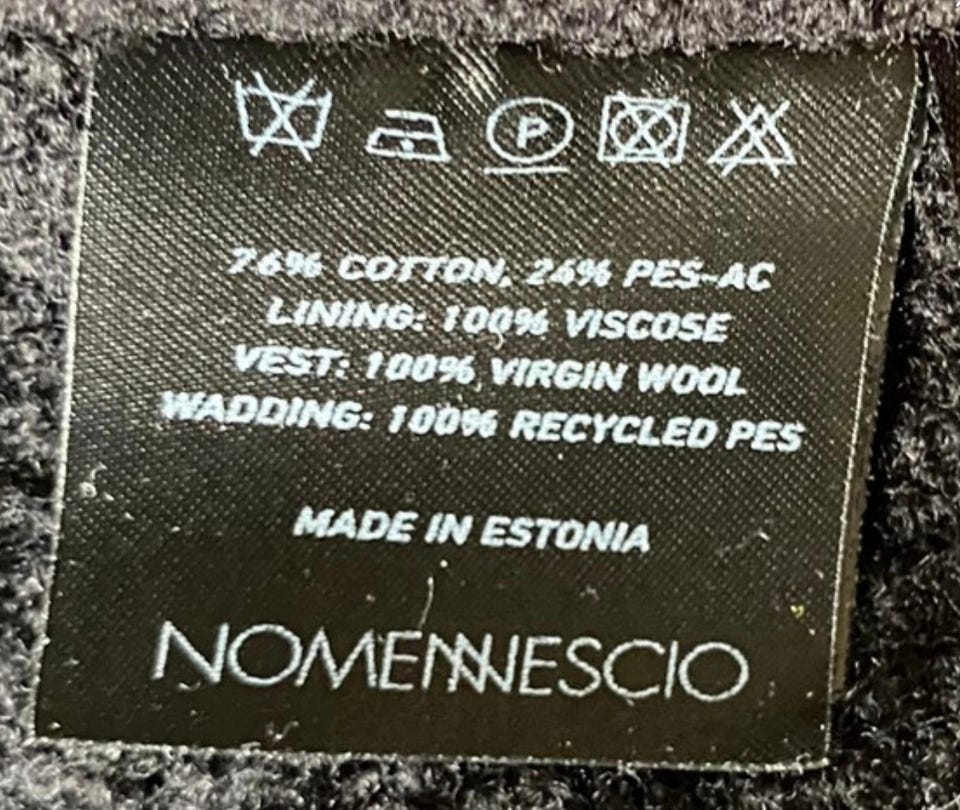 P
76% COTTON, 24% PES-AC
LINING: 100% VISCOSE
VEST: 100% VIRGIN WOOL
WADDING: 100% RECYCLED PES
MADE IN ESTONIA
NOMENNESCIO